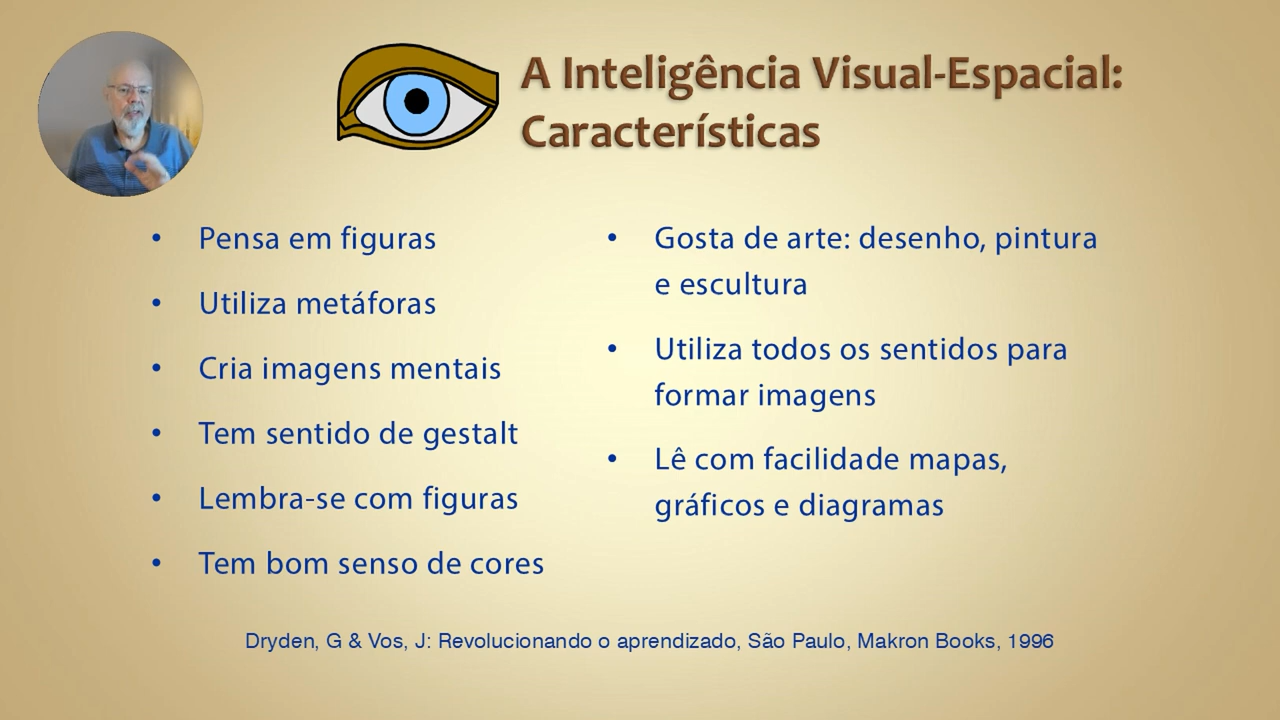 A Inteligência Visual-Espacial:
Características
• Pensa em figuras
• Utiliza metáforas
• Cria imagens mentais
• Tem sentido de gestalt
• Lembra-se com figuras
• Tem bom senso de cores
• Gosta de arte: desenho, pintura
e escultura
• Utiliza todos os sentidos para
formar imagens
• Lê com facilidade mapas,
gráficos e diagramas
Dryden, G & Vos, J: Revolucionando o aprendizado, São Paulo, Makron Books, 1996